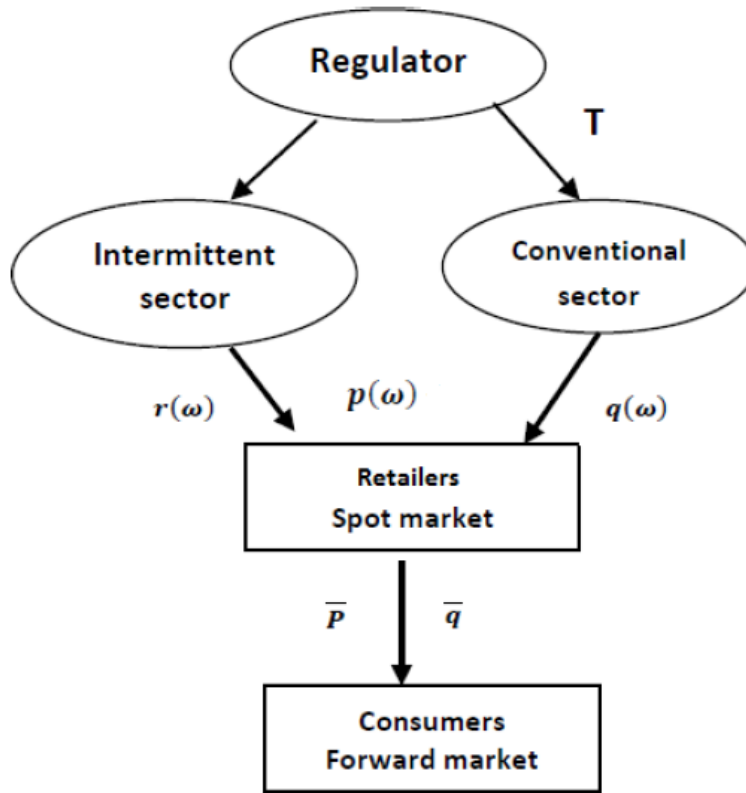 Regulator
T
Intermittent
sector
Conventional
sector
r(ω)
p(ω)
q(ω)
Retailers
Spot market
P̅
q̅
Consumers
Forward market